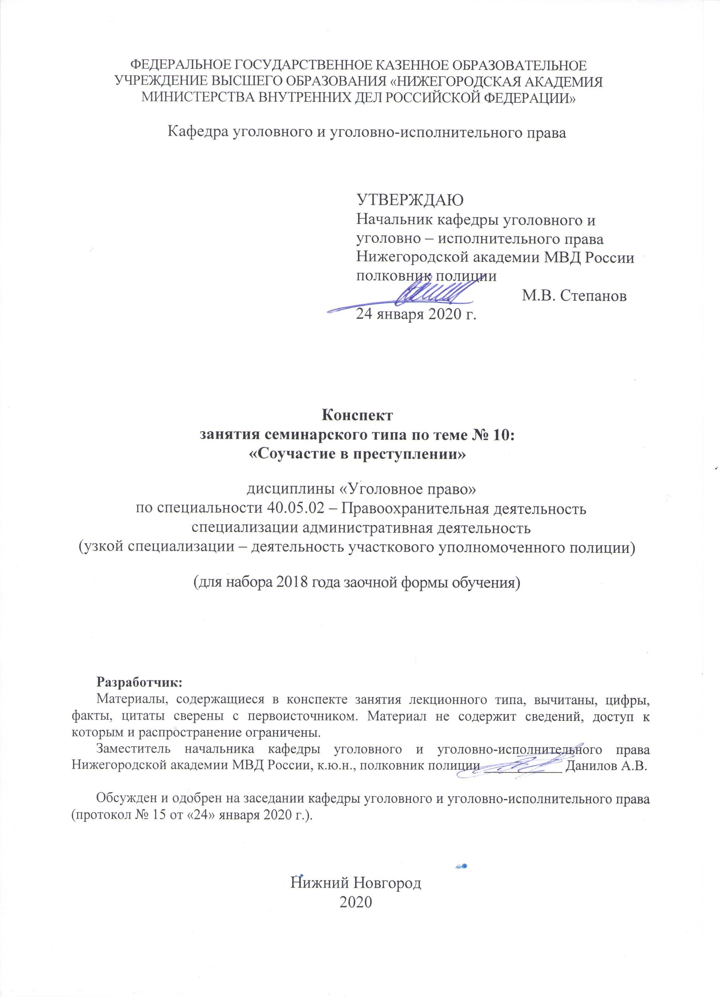 ФЕДЕРАЛЬНОЕ ГОСУДАРСТВЕННОЕ КАЗЕННОЕ ОБРАЗОВАТЕЛЬНОЕ
УЧРЕЖДЕНИЕ ВЫСШЕГО ОБРАЗОВАНИЯ «НИЖЕГОРОДСКАЯ АКАДЕМИЯ
МИНИСТЕРСТВА ВНУТРЕННИХ ДЕЛ РОССИЙСКОЙ ФЕДЕРАЦИИ»
Кафедра уголовного и уголовно-исполнительного права
УТВЕРЖДАЮ
Начальник кафедры уголовного и
уголовно – исполнительного права
Нижегородской академии МВД России
полковник полиции
М.В. Степанов
24 января 2020 г.
Конспект
занятия семинарского типа по теме № 10:
«Соучастие в преступлении»
дисциплины «Уголовное право»
по специальности 40.05.02 – Правоохранительная деятельность
специализации административная деятельность
(узкой специализации – деятельность участкового уполномоченного полиции)
(для набора 2018 года заочной формы обучения)
Разработчик:
Материалы, содержащиеся в конспекте занятия лекционного типа, вычитаны, цифры,
факты, цитаты сверены с первоисточником. Материал не содержит сведений, доступ к
которым и распространение ограничены.
Заместитель начальника кафедры уголовного и уголовно-исполнительного права
Нижегородской академии МВД России, к.ю.н., полковник полиции ___________ Данилов А.В.
Обсужден и одобрен на заседании кафедры уголовного и уголовно-исполнительного права
(протокол № 15 от «24» января 2020 г.).
Нижний Новгород
2020